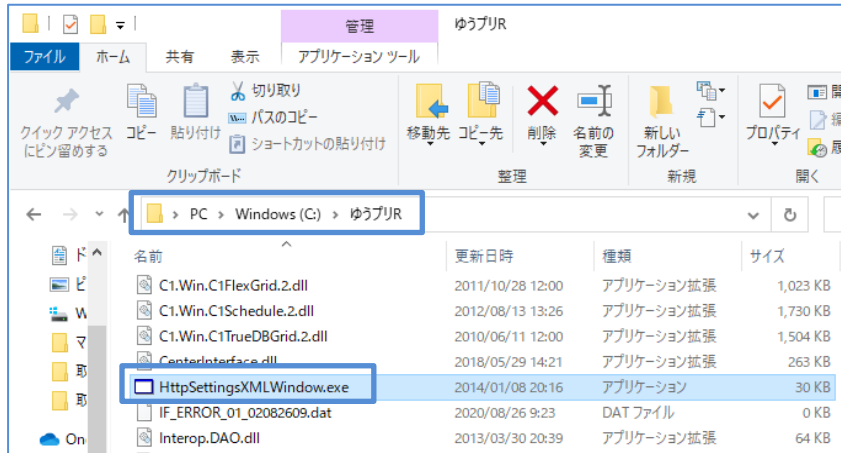 管理
ゆうプリR
ファイル ホーム 共有 表示 アプリケーション ツール
クイック アクセス
にピン留めする
コピー
貼り付け
切り取り
パスのコピー
ショートカットの貼り付け
クリップボード
移動先
コピー先
削除
名前の
変更
整理
新しい
フォルダー
新規
プロパティ
開く
PC › Windows (C:) › ゆうプリR
名前 更新日時 種類 サイズ
C1.Win.C1FlexGrid.2.dll 2011/10/28 12:00 アプリケーション拡張 1,023 KB
C1.Win.C1Schedule.2.dll 2012/08/13 13:26 アプリケーション拡張 1,730 KB
C1.Win.C1TrueDBGrid.2.dll 2010/06/11 12:00 アプリケーション拡張 1,504 KB
CenterInterface.dll 2018/05/29 14:21 アプリケーション拡張 263 KB
HttpSettingsXMLWindow.exe 2014/01/08 20:16 アプリケーション 30 KB
IF_ERROR_01_02082609.dat 2020/08/26 9:23 DAT ファイル 0 KB
Interop.DAO.dll 2013/03/30 20:39 アプリケーション拡張 64 KB